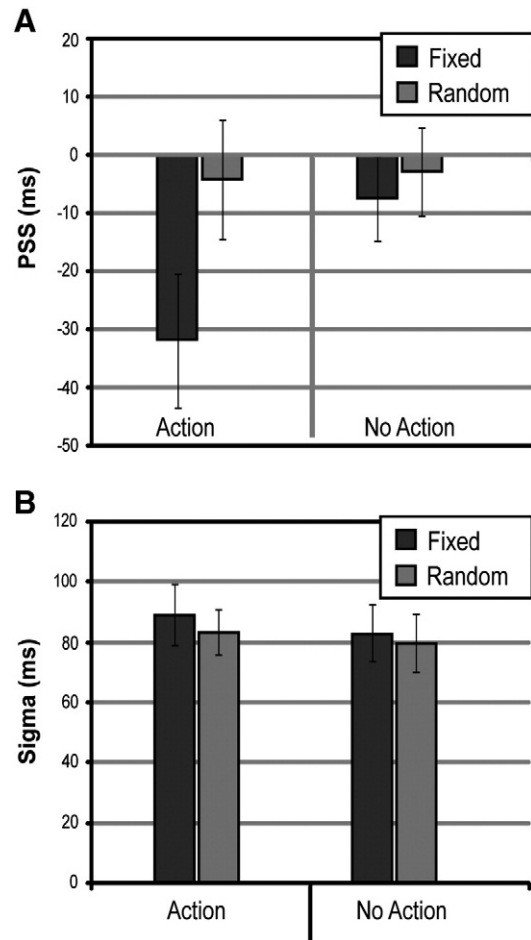 A
20
10
0
-10
-20
-30
-40
-50
PSS (ms)
Fixed
Random
Action No Action
B
120
100
80
60
40
20
0
Sigma (ms)
Fixed
Random
Action No Action